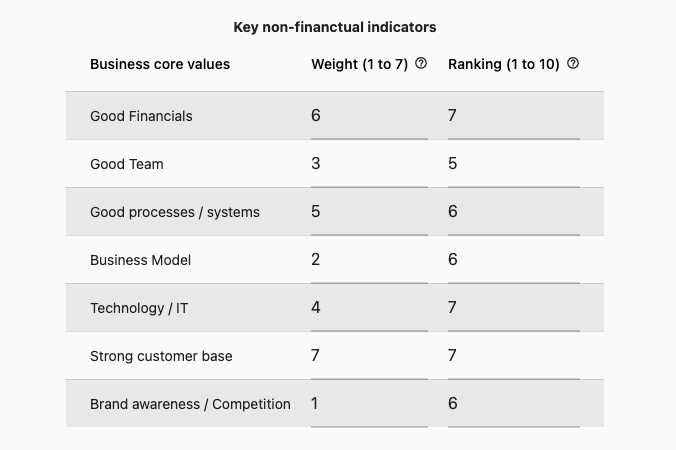 Key non-financtual indicators
Business core values Weight (1 to 7) Ranking (1 to 10)
Good Financials 6 7
Good Team 3 5
Good processes / systems 5 6
Business Model 2 6
Technology / IT 4 7
Strong customer base 7 7
Brand awareness / Competition 1 6